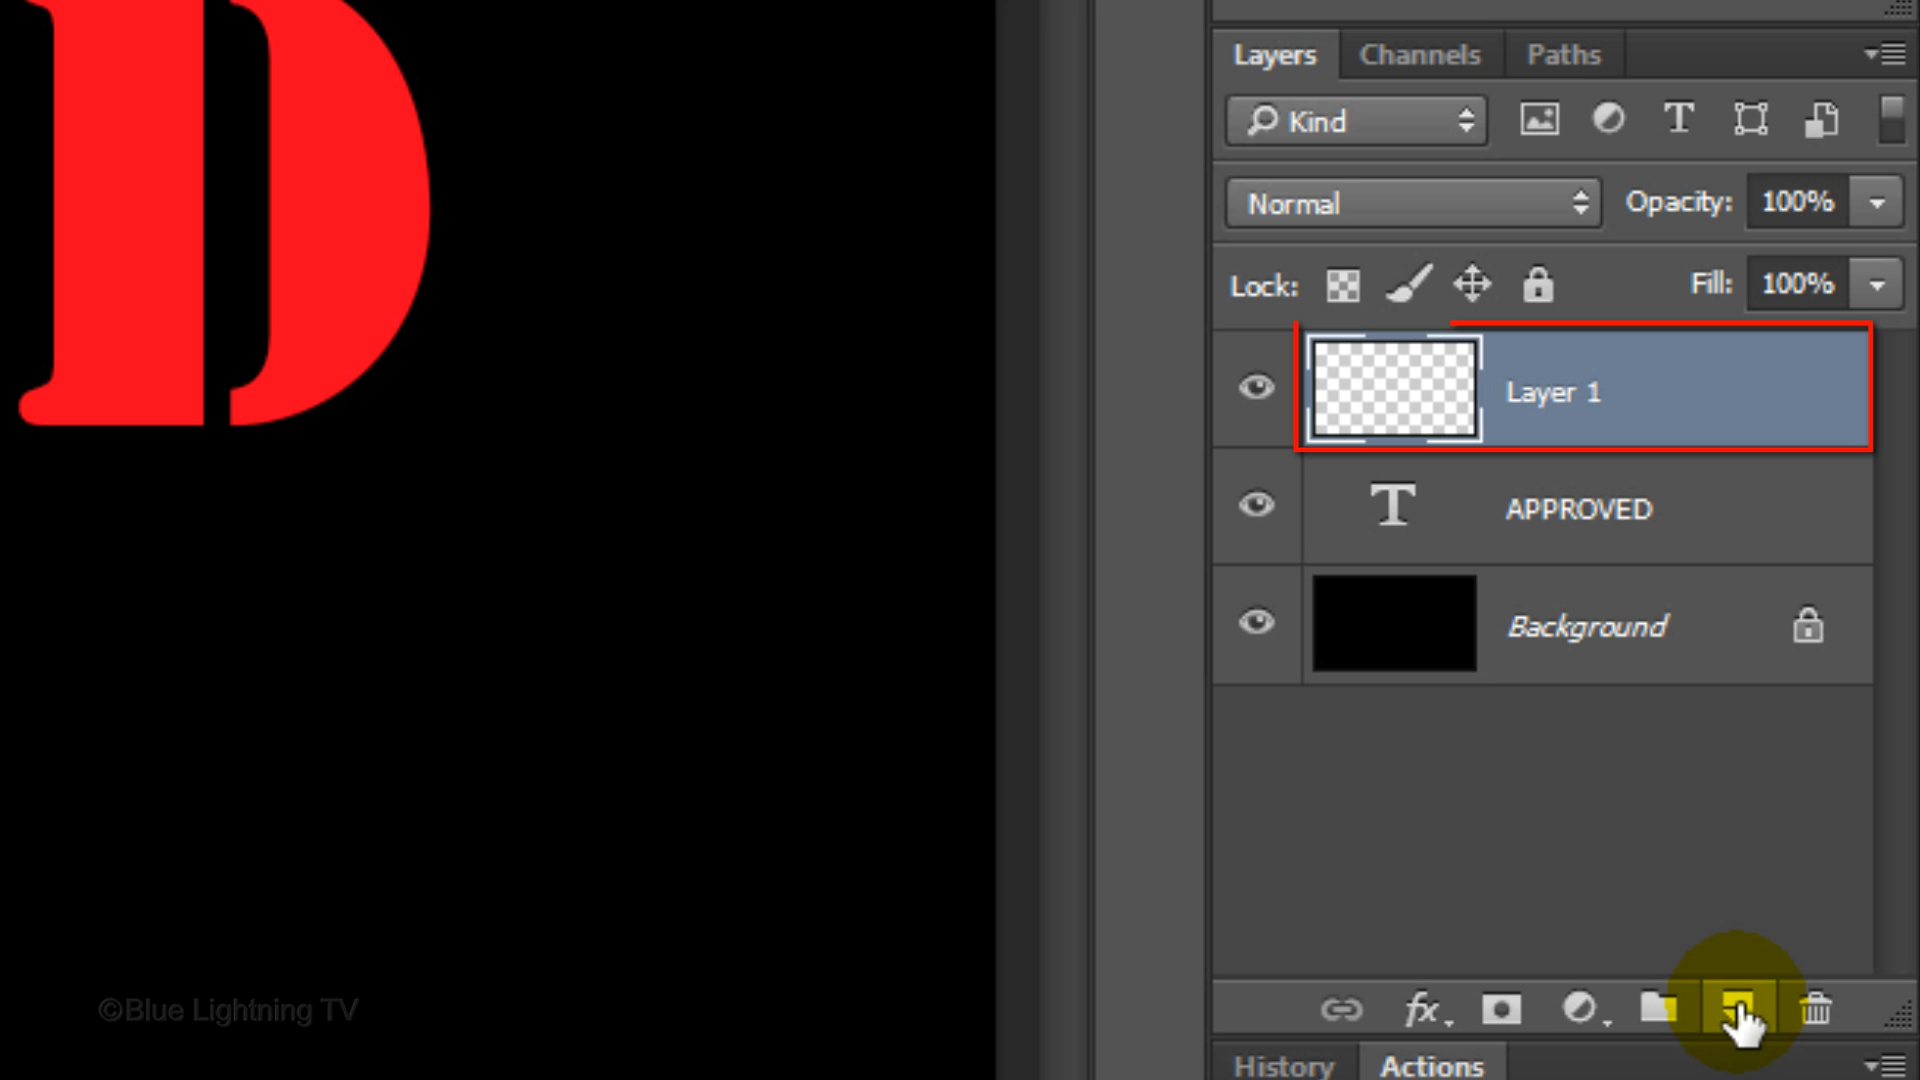 D
Layers Channels Paths
Kind T
Normal Opacity: 100%
Lock: Fill: 100%
Layer 1
T APPROVED
Background
fx
©Blue Lightning TV
History Actions